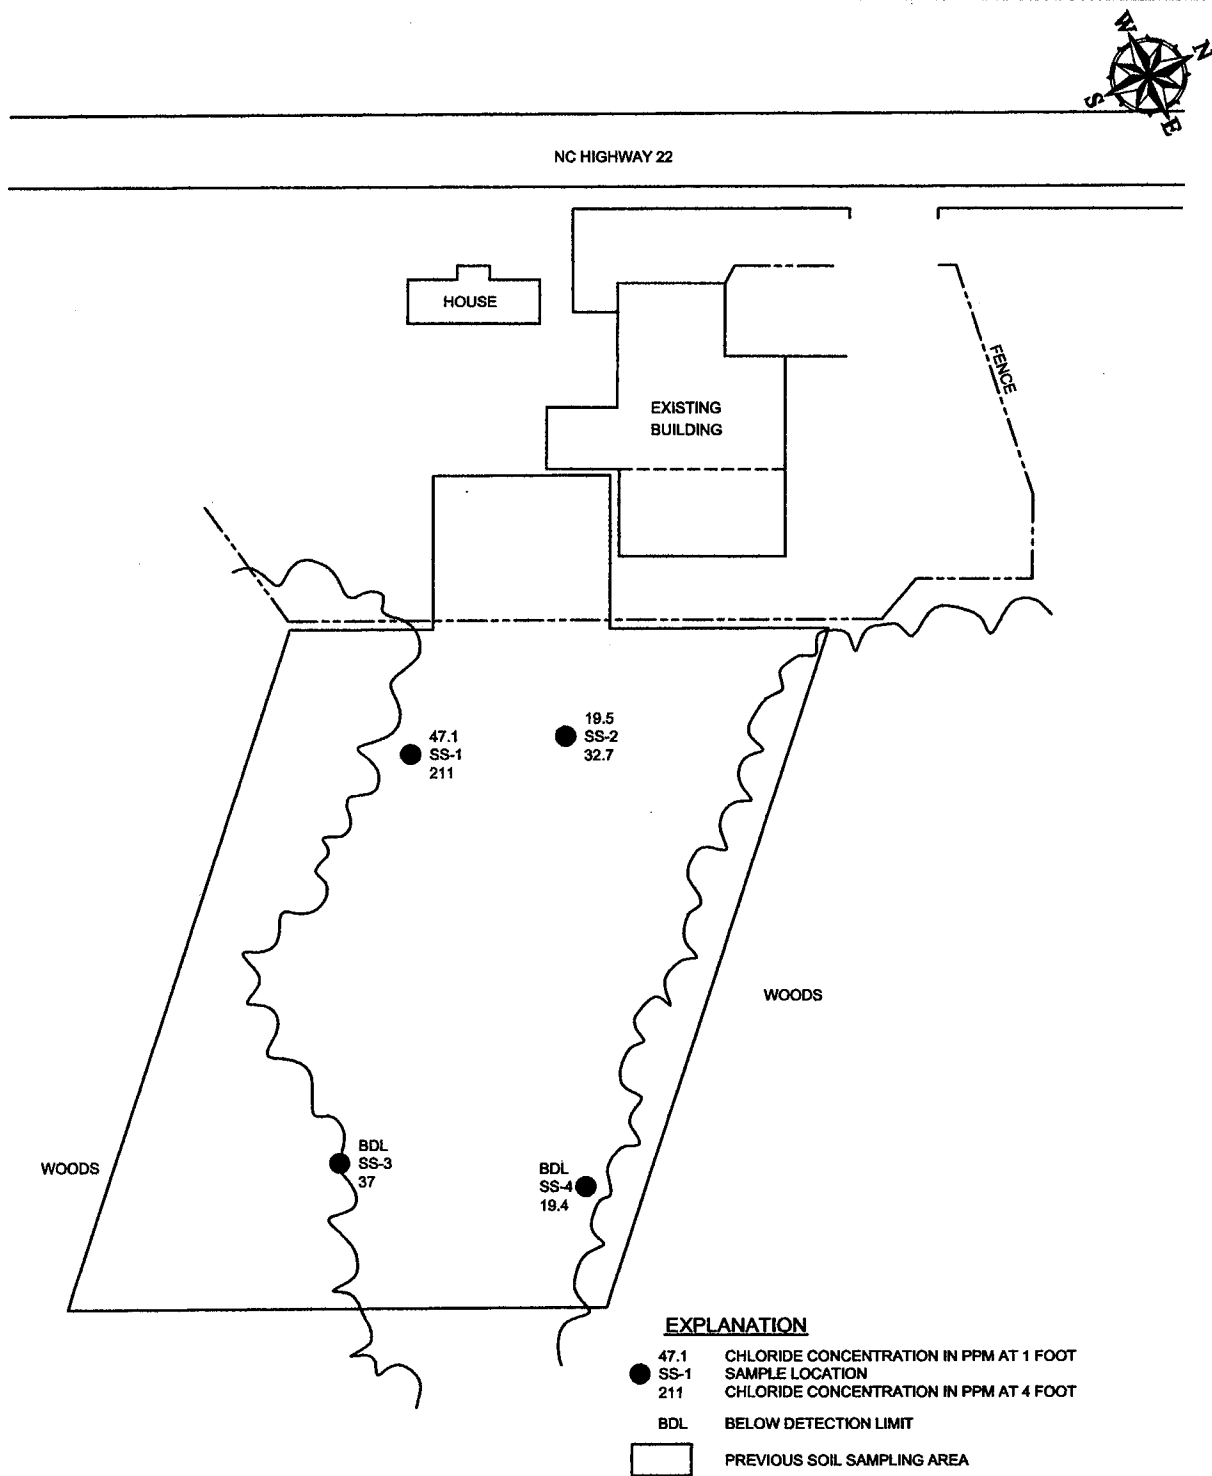 W
N
S
E
NC HIGHWAY 22
HOUSE
FENCE
EXISTING
BUILDING
47.1
SS-1
211
19.5
SS-2
32.7
WOODS
WOODS
BDL
SS-3
37
BDL
SS-4
19.4
EXPLANATION
47.1 CHLORIDE CONCENTRATION IN PPM AT 1 FOOT
SS-1 SAMPLE LOCATION
211 CHLORIDE CONCENTRATION IN PPM AT 4 FOOT
BDL BELOW DETECTION LIMIT
PREVIOUS SOIL SAMPLING AREA